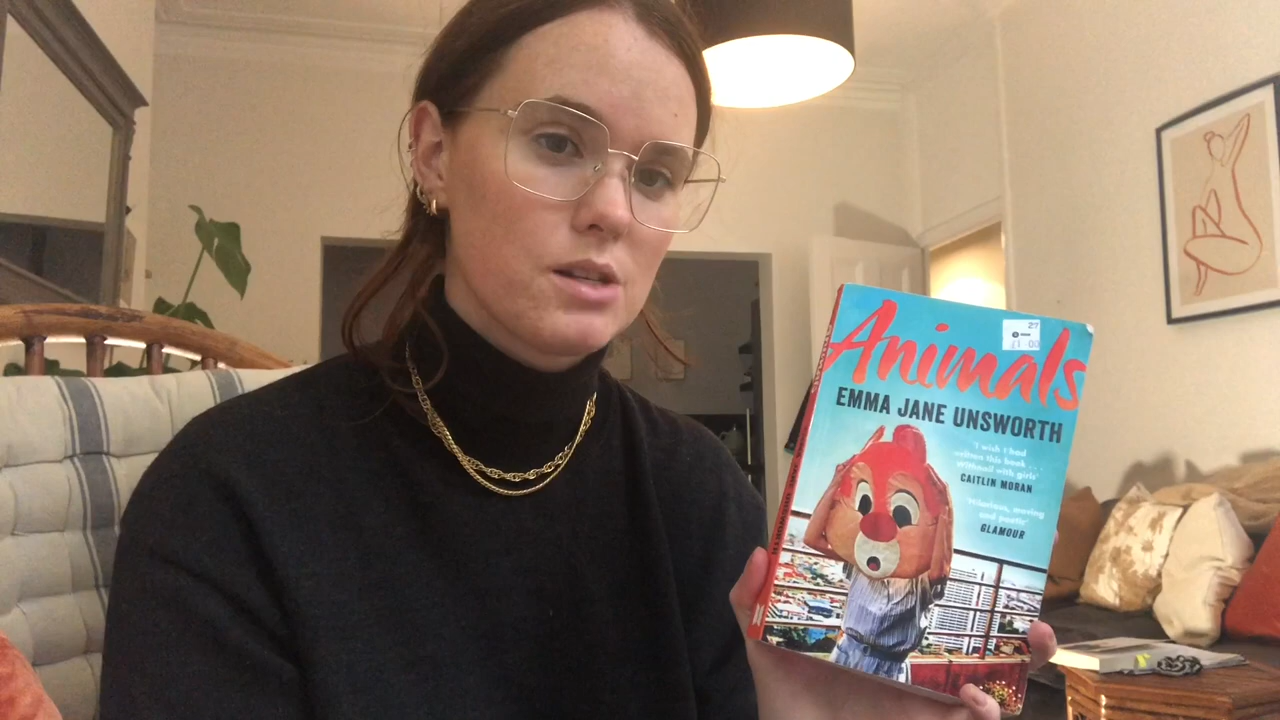 Animals
27
£1.00
EMMA JANE UNSWORTH
'I wish I had
written this book . . .
Withnail with girls'
CAITLIN MORAN
'Hilarious, moving
and poetic'
GLAMOUR